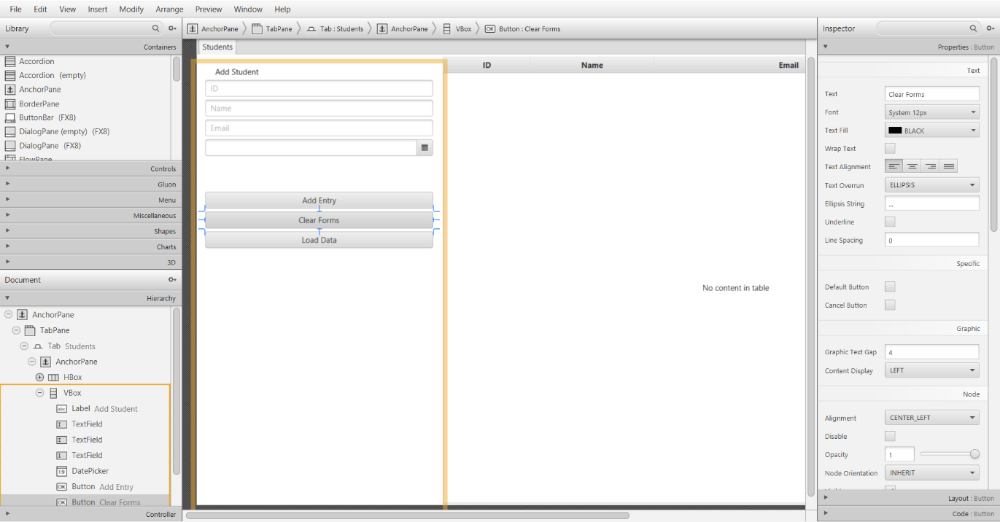 File Edit View Insert Modify Arrange Preview Window Help
Library
AnchorPane TabPane Tab : Students AnchorPane VBox Button : Clear Forms
Inspector
Containers
Accordion
Accordion (empty)
AnchorPane
BorderPane
ButtonBar (FX8)
DialogPane (empty) (FX8)
DialogPane (FX8)
FlowPane
Controls
Gluon
Menu
Miscellaneous
Shapes
Charts
3D
Document
Hierarchy
AnchorPane
TabPane
Tab Students
AnchorPane
HBox
VBox
Label Add Student
TextField
TextField
TextField
19 DatePicker
OK Button Add Entry
OK Button Clear Forms
Controller
Students
Add Student
ID
Name
Email
Add Entry
Clear Forms
Load Data
ID Name Email
No content in table
Properties : Button
Text
Text Clear Forms
Font System 12px
Text Fill BLACK
Wrap Text
Text Alignment
Text Overrun ELLIPSIS
Ellipsis String ...
Underline
Line Spacing 0
Specific
Default Button
Cancel Button
Graphic
Graphic Text Gap 4
Content Display LEFT
Node
Alignment CENTER_LEFT
Disable
Opacity 1
Node Orientation INHERIT
Layout : Button
Code : Button